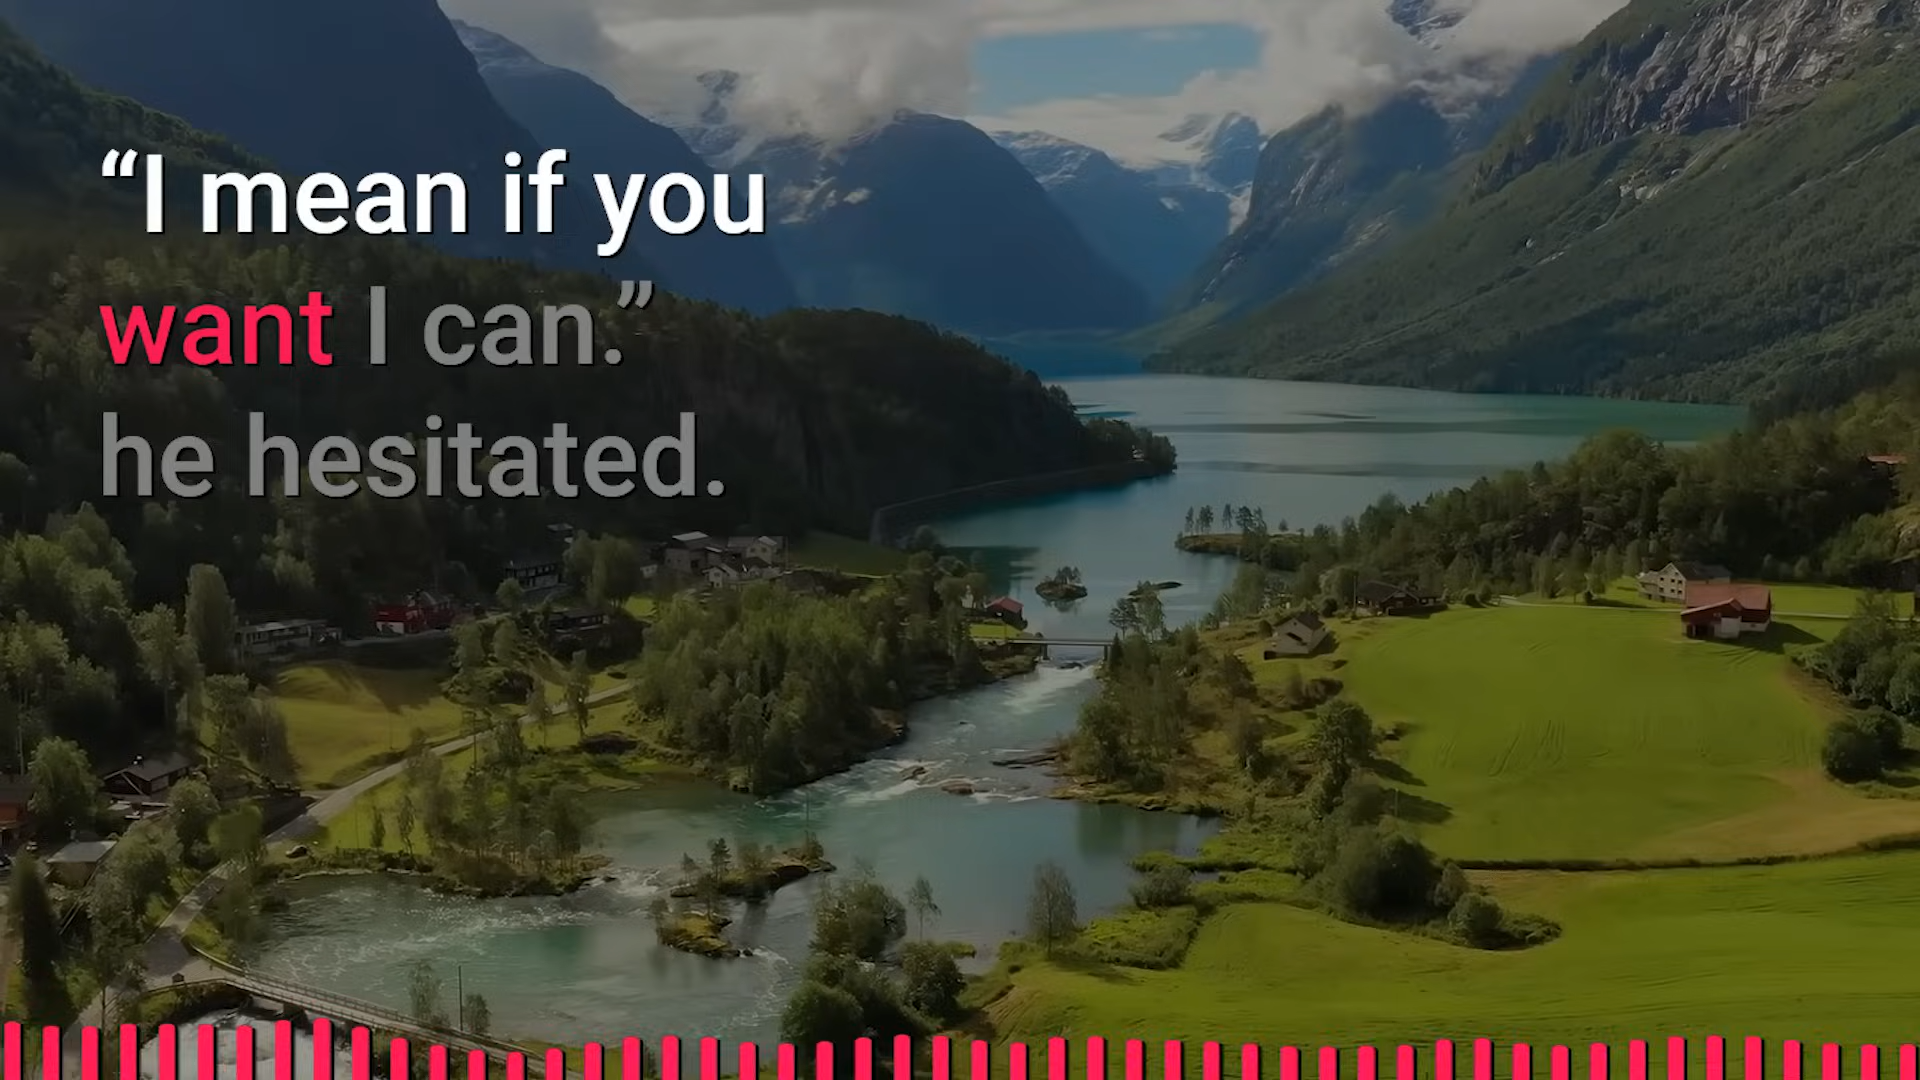 “I mean if you
want I can.”
he hesitated.